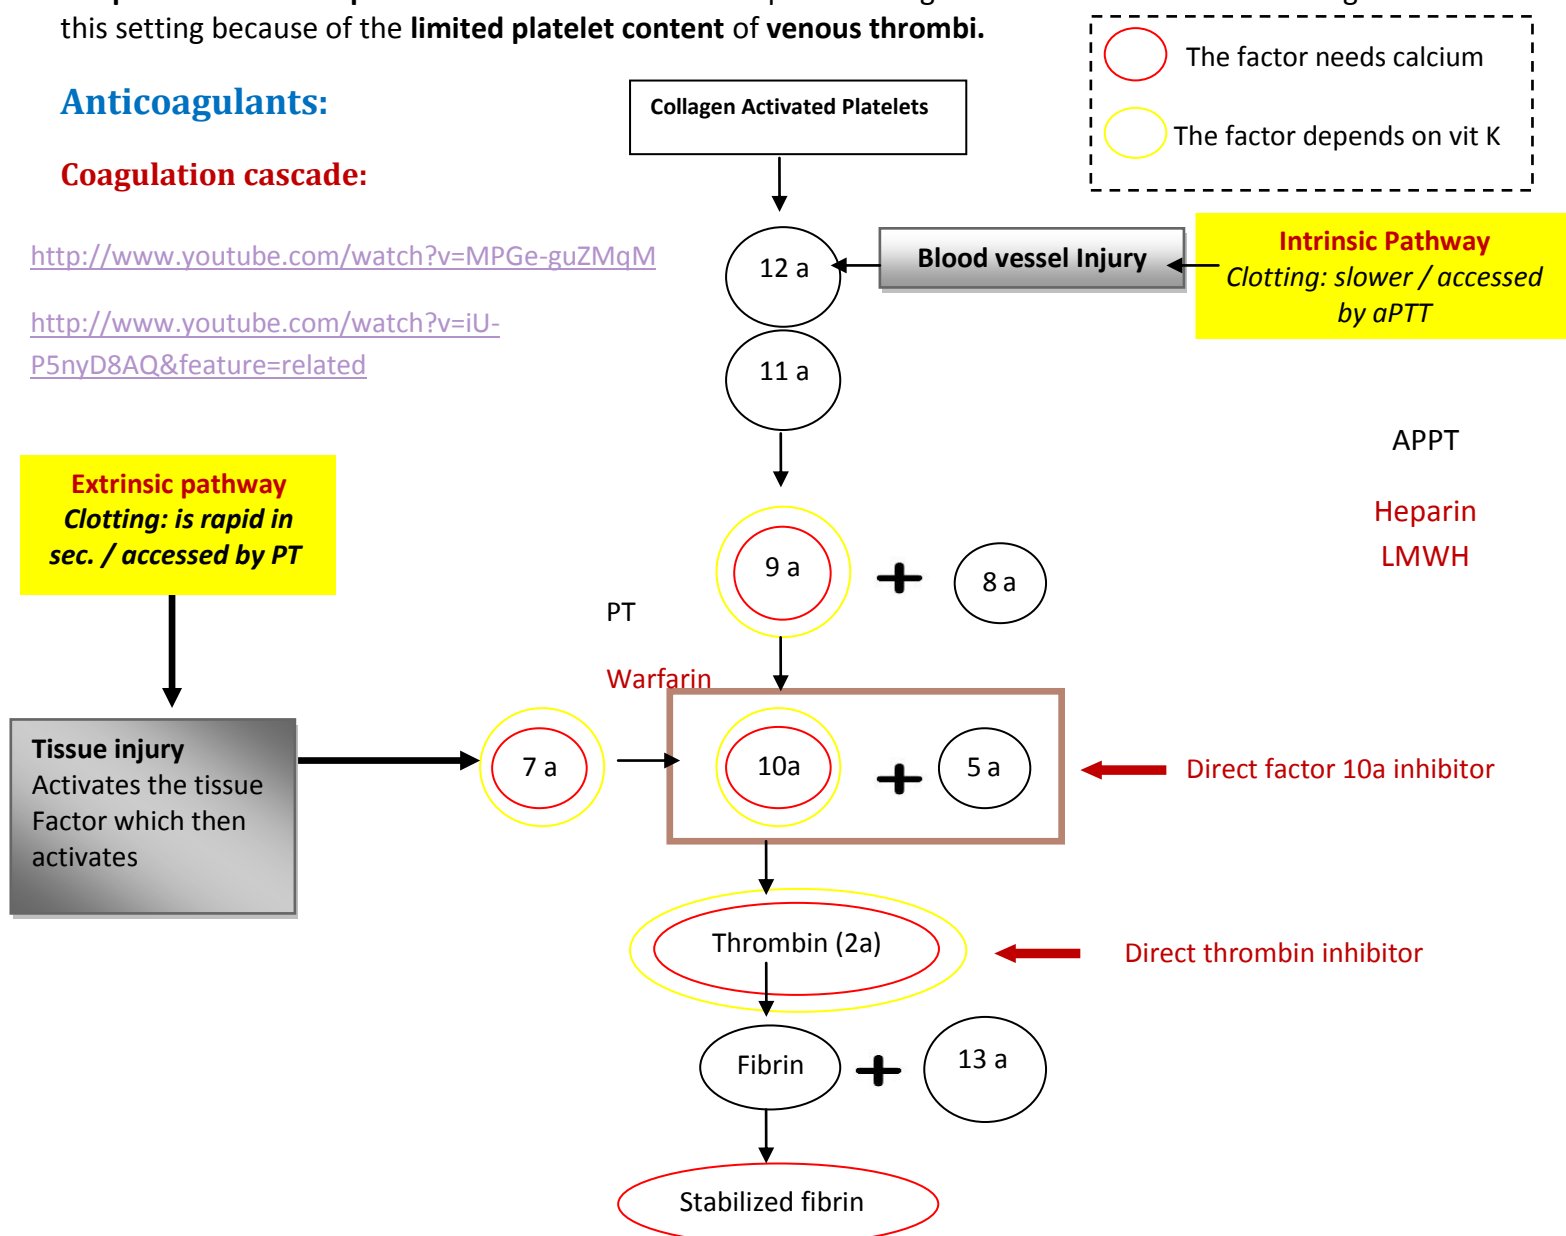 this setting because of the limited platelet content of venous thrombi.
The factor needs calcium
The factor depends on vit K
Anticoagulants:
Collagen Activated Platelets
Coagulation cascade:
http://www.youtube.com/watch?v=MPGe-guZMqM
http://www.youtube.com/watch?v=iU-
P5nyD8AQ&feature=related
12 a
Blood vessel Injury
Intrinsic Pathway
Clotting: slower / accessed
by aPTT
11 a
APPT
Heparin
LMWH
Extrinsic pathway
Clotting: is rapid in
sec. / accessed by PT
9 a
+
8 a
PT
Warfarin
Tissue injury
Activates the tissue
Factor which then
activates
7 a
10a
+
5 a
Direct factor 10a inhibitor
Thrombin (2a)
Direct thrombin inhibitor
Fibrin
+
13 a
Stabilized fibrin